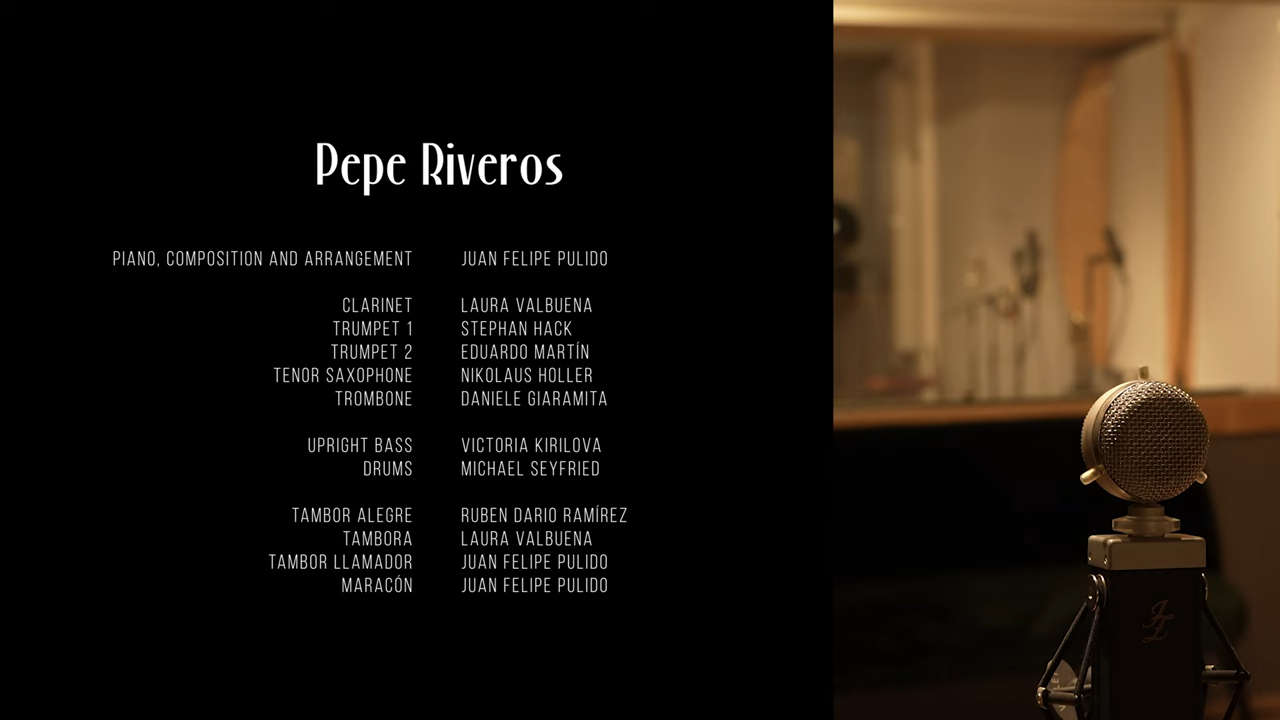 Pepe Riveros
PIANO, COMPOSITION AND ARRANGEMENT JUAN FELIPE PULIDO
CLARINET LAURA VALBUENA
TRUMPET 1 STEPHAN HACK
TRUMPET 2 EDUARDO MARTÍN
TENOR SAXOPHONE NIKOLAUS HOLLER
TROMBONE DANIELE GIARAMITA
UPRIGHT BASS VICTORIA KIRILOVA
DRUMS MICHAEL SEYFRIED
TAMBOR ALEGRE RUBEN DARIO RAMÍREZ
TAMBORA LAURA VALBUENA
TAMBOR LLAMADOR JUAN FELIPE PULIDO
MARACÓN JUAN FELIPE PULIDO